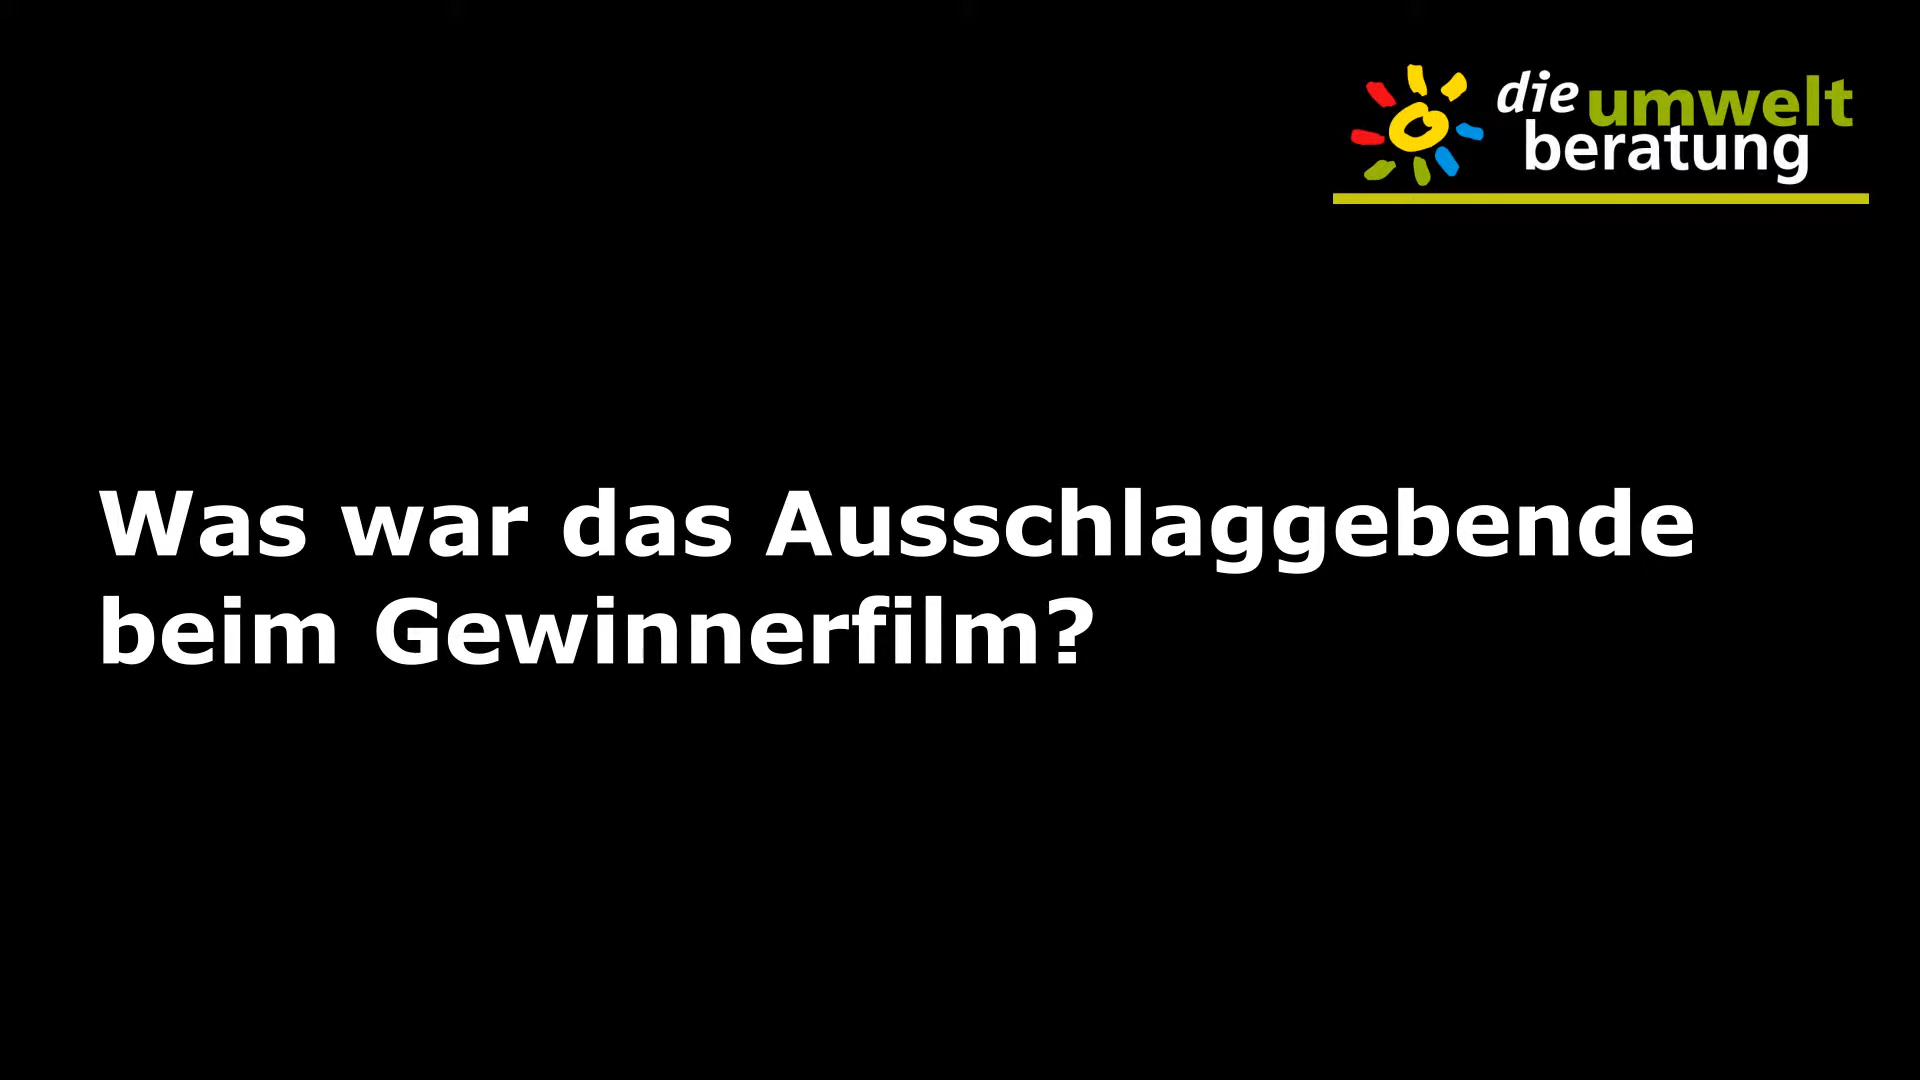 die umwelt
beratung
Was war das Ausschlaggebende
beim Gewinnerfilm?